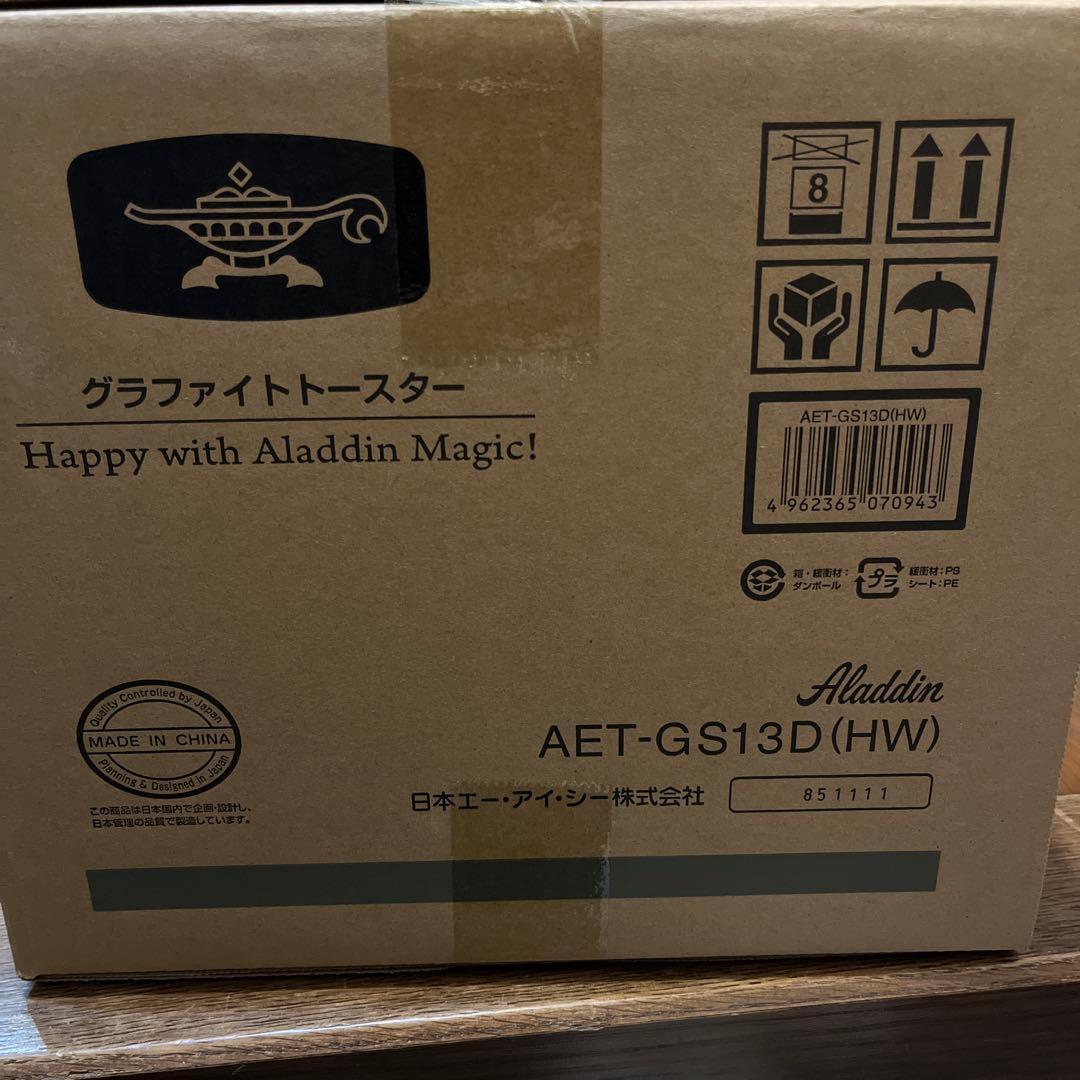 8
グラファイトトースター
Happy with Aladdin Magic!
AET-GS13D(HW)
4 962365 070943
箱・緩衝材：
ダンボール
プラ
緩衝材：PS
シート：PE
Quality Controlled by Japan
MADE IN CHINA
Planning & Designed in Japan
この商品は日本国内で企画・設計し、
日本管理の品質で製造しています。
Aladdin
AET-GS13D(HW)
日本エー・アイ・シー株式会社
851111